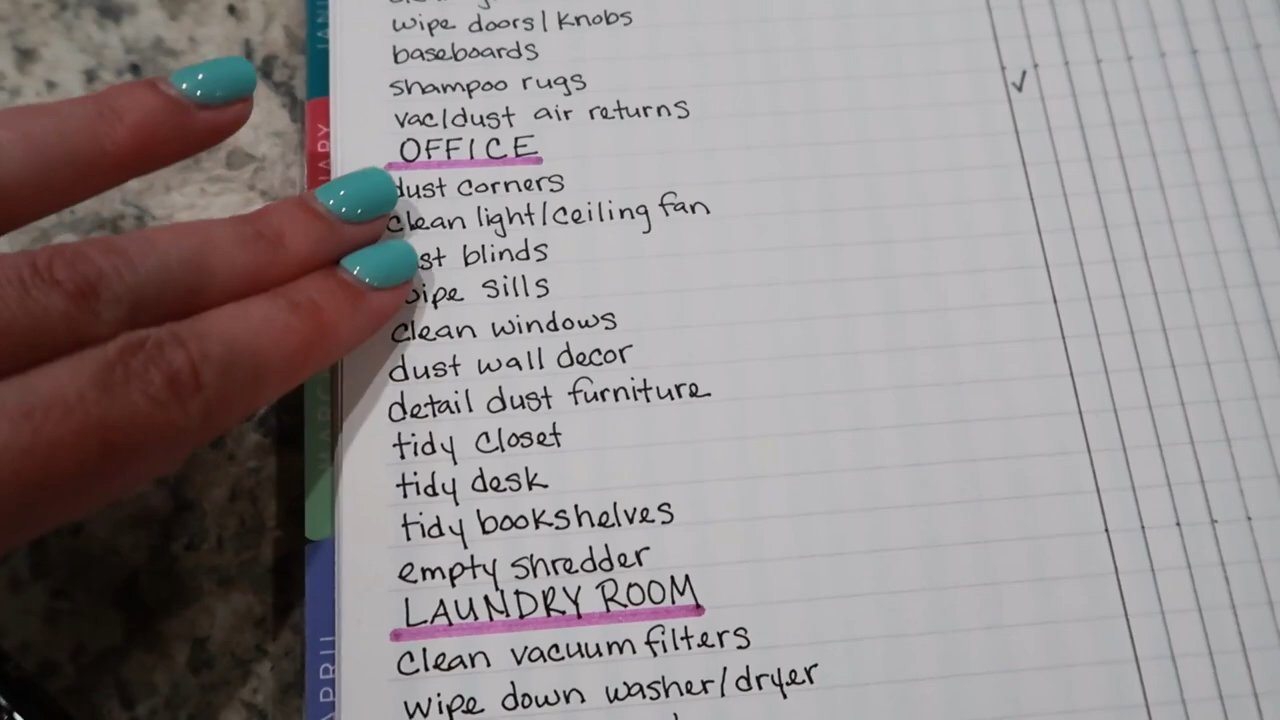 wipe doors/knobs
baseboards
shampoo rugs
vac/dust air returns
OFFICE
dust corners
clean light/ceiling fan
blinds
sills
clean windows
dust wall decor
detail dust furniture
tidy closet
tidy desk
tidy bookshelves
empty shredder
LAUNDRY ROOM
clean vacuum filters
wipe down washer/dryer
APRIL